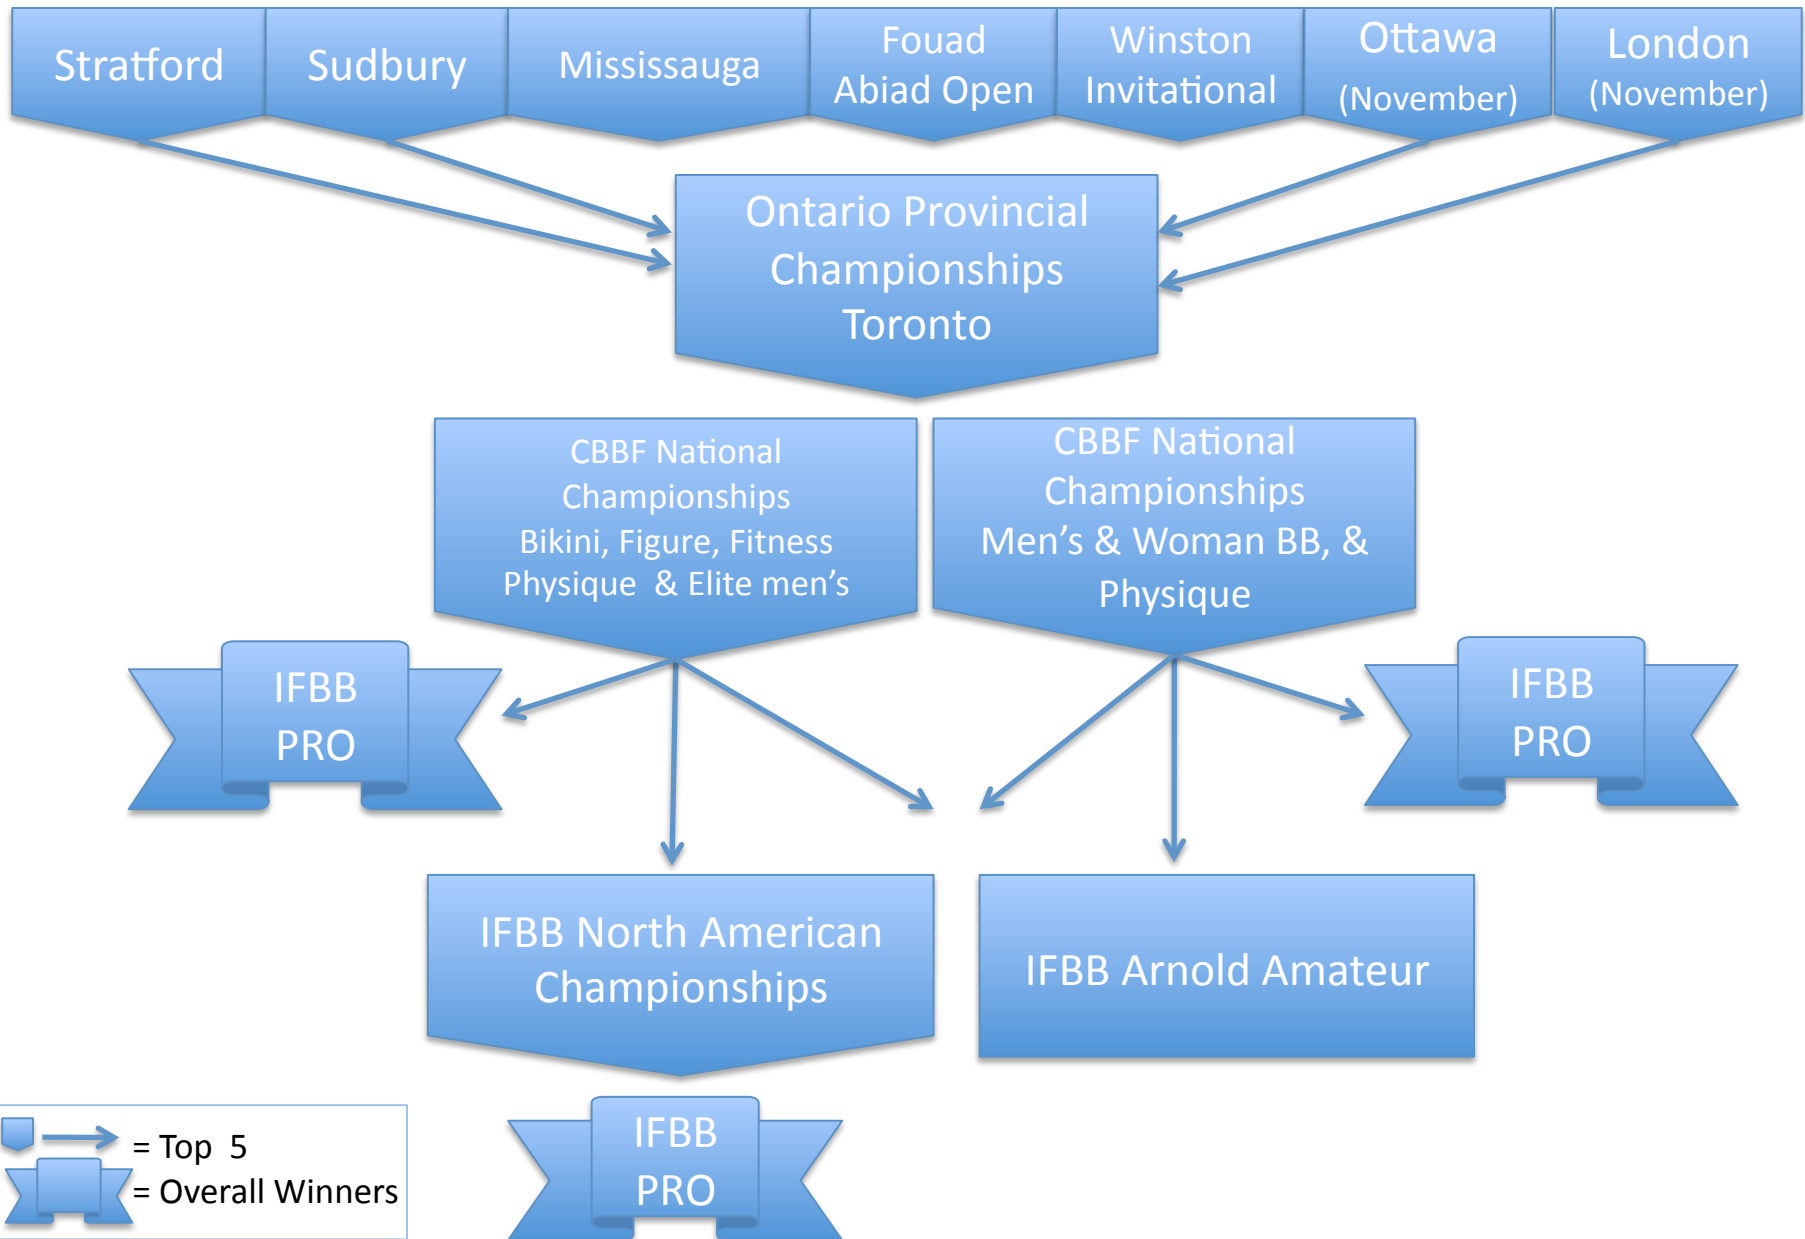 Stratford
Sudbury
Mississauga
Fouad
Abiad Open
Winston
Invitational
Ottawa
(November)
London
(November)
Ontario Provincial
Championships
Toronto
CBBF National
Championships
Bikini, Figure, Fitness
Physique & Elite men's
CBBF National
Championships
Men's & Woman BB, &
Physique
IFBB
PRO
IFBB
PRO
IFBB North American
Championships
IFBB Arnold Amateur
IFBB
PRO
= Top 5
= Overall Winners